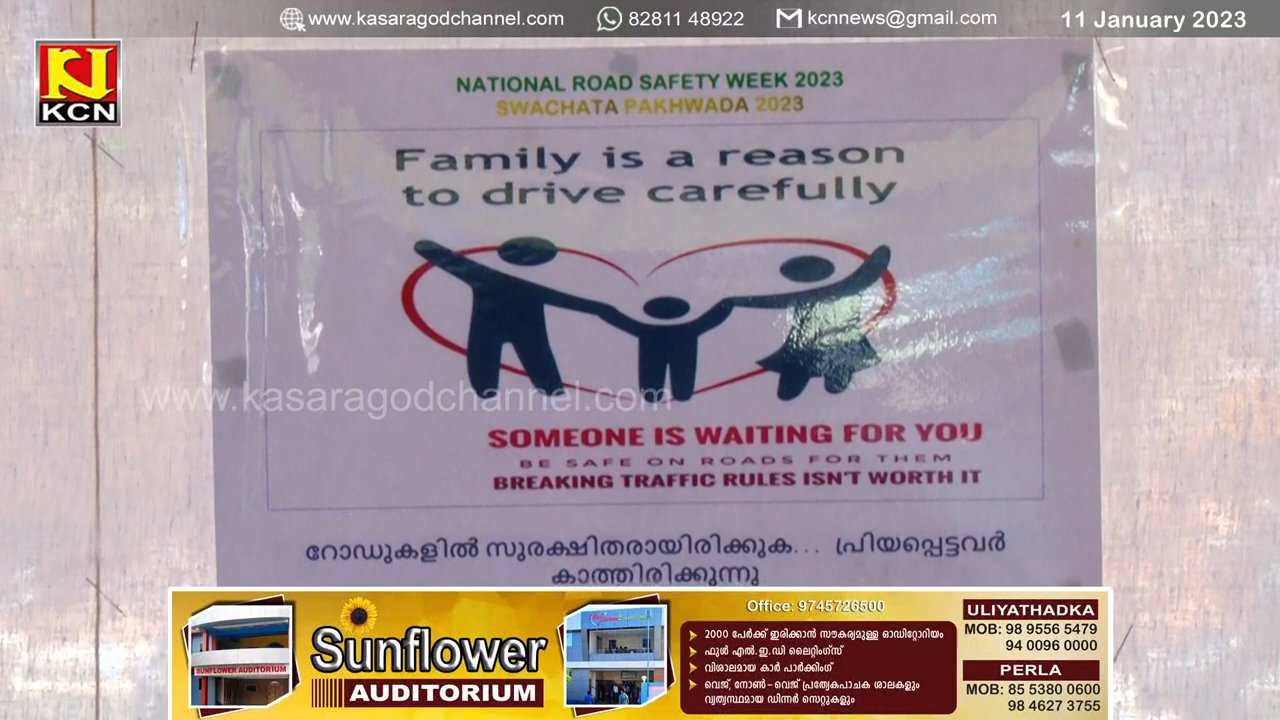 www.kasaragodchannel.com
82811 48922
kcnnews@gmail.com
11 January 2023
KCN
NATIONAL ROAD SAFETY WEEK 2023
SWACHATA PAKHWADA 2023
Family is a reason
to drive carefully
www.kasaragodchannel.com
SOMEONE IS WAITING FOR YOU
BE SAFE ON ROADS FOR THEM
BREAKING TRAFFIC RULES ISN'T WORTH IT
റോഡുകളിൽ സുരക്ഷിതരായിരിക്കുക... പ്രിയപ്പെട്ടവർ
കാത്തിരിക്കുന്നു
SUNFLOWER AUDITORIUM
Sunflower
AUDITORIUM
Office: 9745726500
2000 പേർക്ക് ഇരിക്കാൻ സൗകര്യമുള്ള ഓഡിറ്റോറിയം
ഫുൾ എൽ.ഇ.ഡി ലൈറ്റിംഗ്സ്
വിശാലമായ കാർ പാർക്കിംഗ്
വെജ്, നോൺ-വെജ് പ്രത്യേകപാചക ശാലകളും
വ്യത്യസ്ഥമായ ഡിന്നർ സെറ്റുകളും
ULIYATHADKA
MOB: 98 9556 5479
94 0096 0000
PERLA
MOB: 85 5380 0600
98 4627 3755